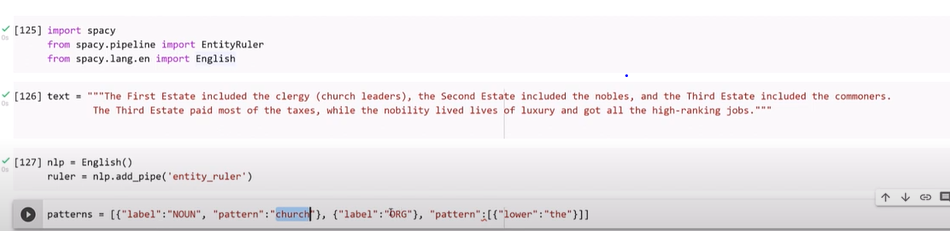 [125] import spacy
from spacy.pipeline import EntityRuler
from spacy.lang.en import English
[126] text = """The First Estate included the clergy (church leaders), the Second Estate included the nobles, and the Third Estate included the commoners.
The Third Estate paid most of the taxes, while the nobility lived lives of luxury and got all the high-ranking jobs."""
[127] nlp = English()
ruler = nlp.add_pipe('entity_ruler')
patterns = [{"label":"NOUN", "pattern":"church"}, {"label":"ORG"}, "pattern":[{"lower":"the"}]]